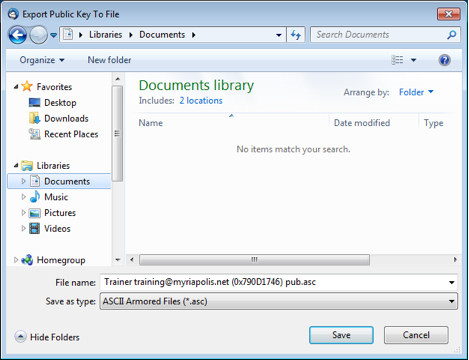 Export Public Key To File
Libraries Documents
Search Documents
Organize New folder
Favorites
Desktop
Downloads
Recent Places
Libraries
Documents
Music
Pictures
Videos
Homegroup
Documents library
Includes: 2 locations
Arrange by: Folder
Name Date modified Type
No items match your search.
File name: Trainer training@myriapolis.net (0x790D1746) pub.asc
Save as type: ASCII Armored Files (*.asc)
Hide Folders
Save
Cancel